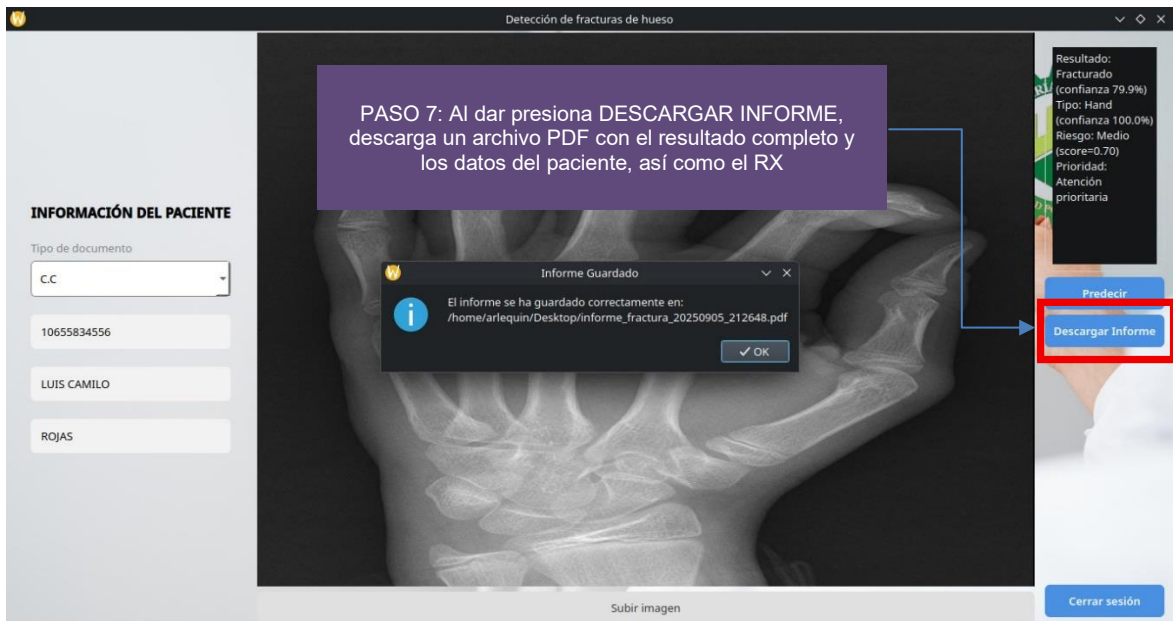 Detección de fracturas de hueso
PASO 7: Al dar presiona DESCARGAR INFORME,
descarga un archivo PDF con el resultado completo y
los datos del paciente, así como el RX
INFORMACIÓN DEL PACIENTE
Tipo de documento
C.C
10655834556
LUIS CAMILO
ROJAS
Informe Guardado
El informe se ha guardado correctamente en:
/home/arlequin/Desktop/informe_fractura_20250905_212648.pdf
OK
Subir imagen
Resultado:
Fracturado
(confianza 79.9%)
Tipo: Hand
(confianza 100.0%)
Riesgo: Medio
(score=0.70)
Prioridad:
Atención
prioritaria
Predecir
Descargar Informe
Cerrar sesión